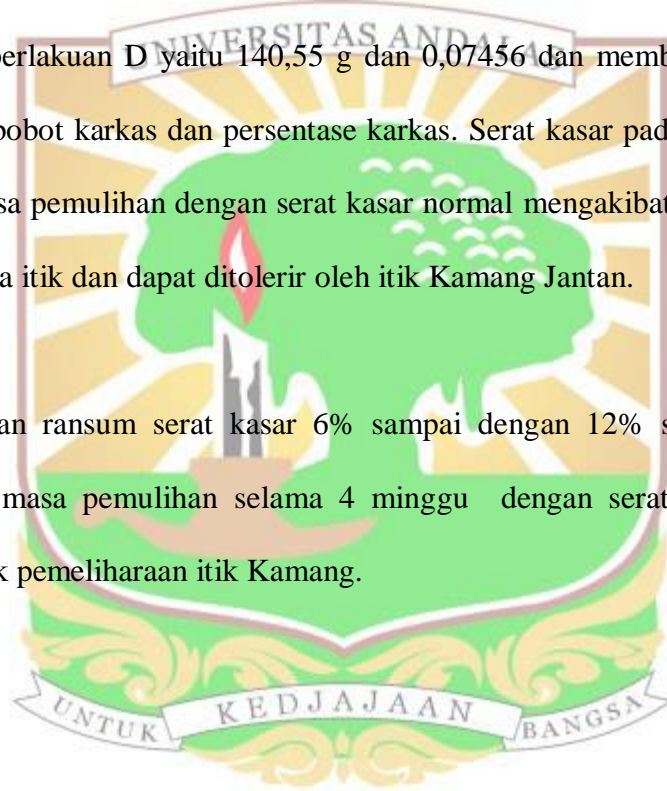 UNIVERSITAS ANDALAS
perlakuan D yaitu 140,55 g dan 0,07456 dan memb
bobot karkas dan persentase karkas. Serat kasar pad
sa pemulihan dengan serat kasar normal mengakibat
a itik dan dapat ditolerir oleh itik Kamang Jantan.
an ransum serat kasar 6% sampai dengan 12% s
masa pemulihan selama 4 minggu dengan serat
k pemeliharaan itik Kamang.
UNTUK KEDJAJAAN BANGSA